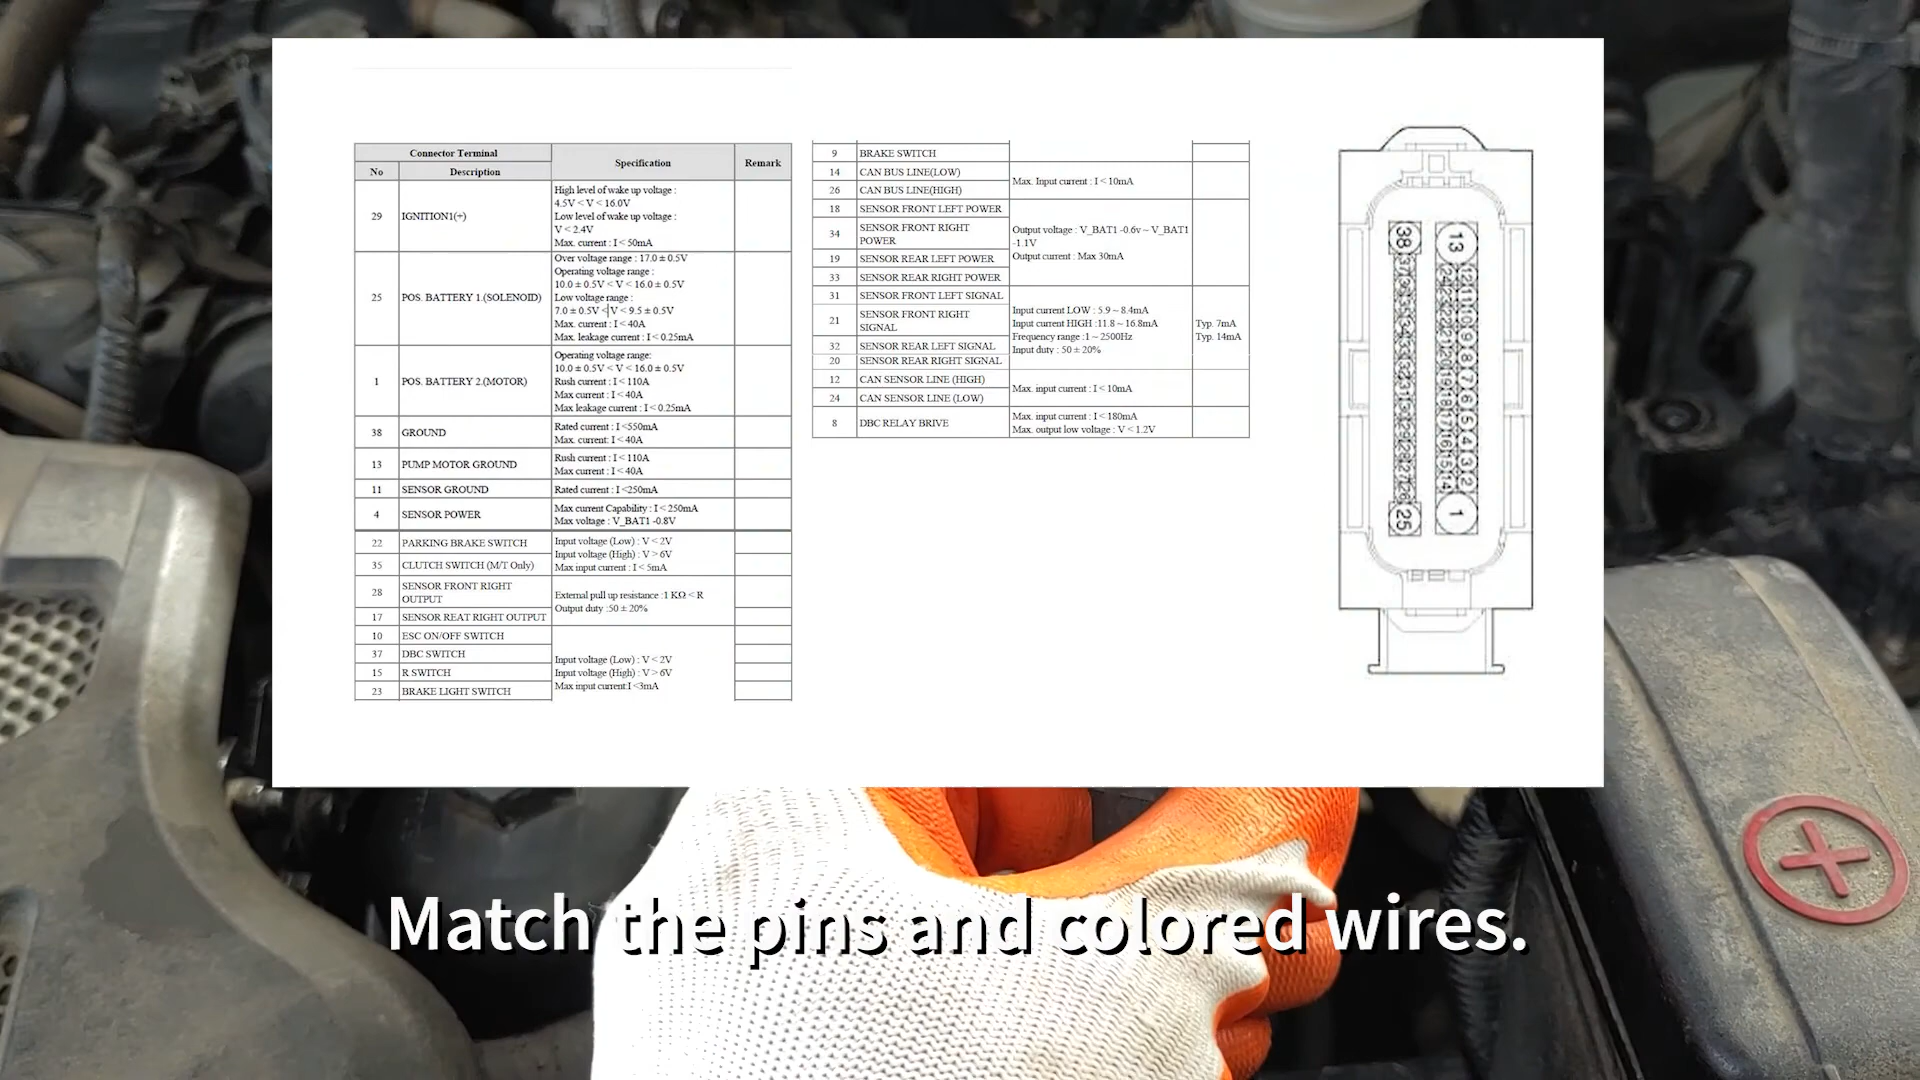 Connector Terminal
Specification
Remark
No
Description
29
IGNITION1(+)
High level of wake up voltage :
4.5V < V < 16.0V
Low level of wake up voltage :
V < 2.4V
Max. current : I < 50mA
25
POS. BATTERY 1.(SOLENOID)
Over voltage range : 17.0 ± 0.5V
Operating voltage range :
10.0 ± 0.5V < V < 16.0 ± 0.5V
Low voltage range :
7.0 ± 0.5V < V < 9.5 ± 0.5V
Max. current : I < 40A
Max. leakage current : I < 0.25mA
1
POS. BATTERY 2.(MOTOR)
Operating voltage range:
10.0 ± 0.5V < V < 16.0 ± 0.5V
Rush current : I < 110A
Max current : I < 40A
Max leakage current : I < 0.25mA
38
GROUND
Rated current : I <550mA
Max. current: I < 40A
13
PUMP MOTOR GROUND
Rush current : I < 110A
Max current : I < 40A
11
SENSOR GROUND
Rated current : I <250mA
4
SENSOR POWER
Max current Capability : I < 250mA
Max voltage : V_BAT1 -0.8V
22
PARKING BRAKE SWITCH
35
CLUTCH SWITCH (M/T Only)
Input voltage (Low) : V < 2V
Input voltage (High) : V > 6V
Max input current : I < 5mA
28
SENSOR FRONT RIGHT
OUTPUT
17
SENSOR REAT RIGHT OUTPUT
External pull up resistance :1 KΩ < R
Output duty :50 ± 20%
10
ESC ON/OFF SWITCH
37
DBC SWITCH
15
R SWITCH
23
BRAKE LIGHT SWITCH
Input voltage (Low) : V < 2V
Input voltage (High) : V > 6V
Max input current:I <3mA
9
BRAKE SWITCH
14
CAN BUS LINE(LOW)
26
CAN BUS LINE(HIGH)
Max. Input current : I < 10mA
18
SENSOR FRONT LEFT POWER
34
SENSOR FRONT RIGHT
POWER
19
SENSOR REAR LEFT POWER
33
SENSOR REAR RIGHT POWER
Output voltage : V_BAT1 -0.6v ~ V_BAT1
-1.1V
Output current : Max 30mA
31
SENSOR FRONT LEFT SIGNAL
21
SENSOR FRONT RIGHT
SIGNAL
32
SENSOR REAR LEFT SIGNAL
20
SENSOR REAR RIGHT SIGNAL
Input current LOW : 5.9 ~ 8.4mA
Input current HIGH :11.8 ~ 16.8mA
Frequency range :1 ~ 2500Hz
Input duty : 50 ± 20%
Typ. 7mA
Typ. 14mA
12
CAN SENSOR LINE (HIGH)
24
CAN SENSOR LINE (LOW)
Max. input current : I < 10mA
8
DBC RELAY BRIVE
Max. input current : I < 180mA
Max. output low voltage : V < 1.2V
38
13
25
1
Match the pins and colored wires.